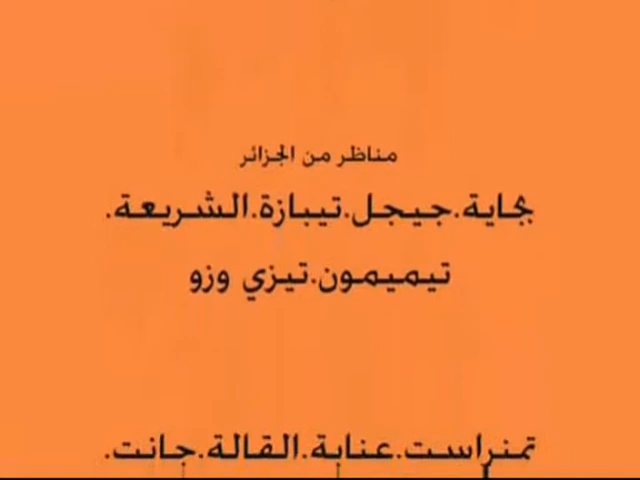 مناظر من الجزائر
بجاية.جيجل.تيبازة.الشريعة.
تيميمون.تيزي وزو
تمنراست.عنابة.القالة.جانت.